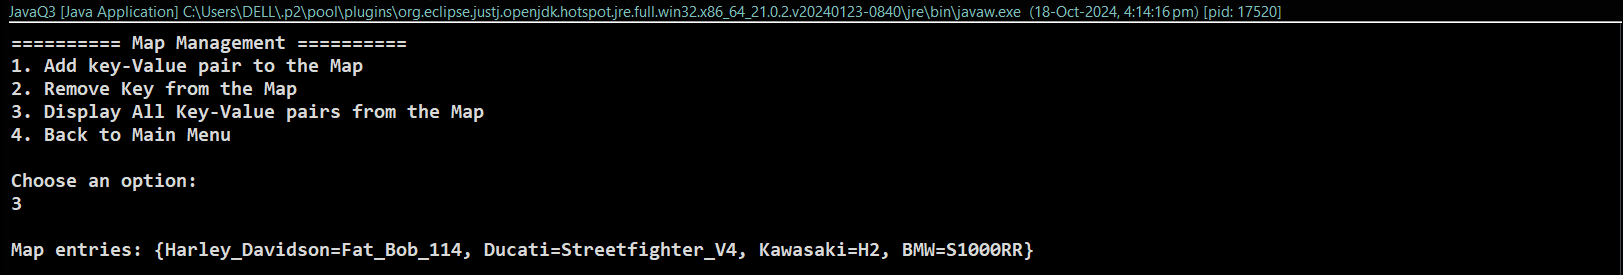 JavaQ3 [Java Application] C:\Users\DELL\.p2\pool\plugins\org.eclipse.justj.openjdk.hotspot.jre.full.win32.x86_64_21.0.2.v20240123-0840\jre\bin\javaw.exe (18-Oct-2024, 4:14:16 pm) [pid: 17520]
========== Map Management ==========
1. Add key-Value pair to the Map
2. Remove Key from the Map
3. Display All Key-Value pairs from the Map
4. Back to Main Menu
Choose an option:
3
Map entries: {Harley_Davidson=Fat_Bob_114, Ducati=Streetfighter_V4, Kawasaki=H2, BMW=S1000RR}